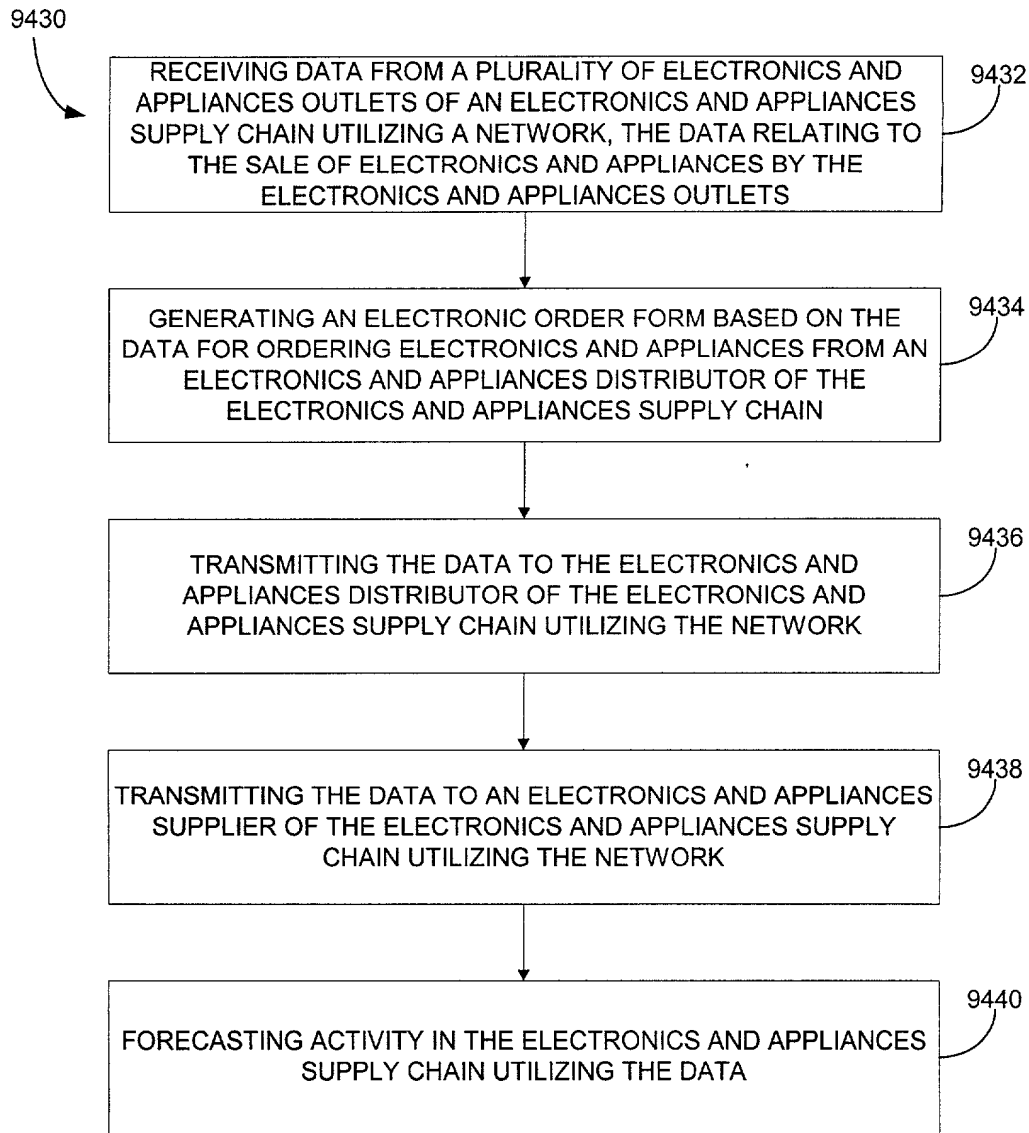 9430
RECEIVING DATA FROM A PLURALITY OF ELECTRONICS AND
APPLIANCES OUTLETS OF AN ELECTRONICS AND APPLIANCES
SUPPLY CHAIN UTILIZING A NETWORK, THE DATA RELATING TO
THE SALE OF ELECTRONICS AND APPLIANCES BY THE
ELECTRONICS AND APPLIANCES OUTLETS
9432
GENERATING AN ELECTRONIC ORDER FORM BASED ON THE
DATA FOR ORDERING ELECTRONICS AND APPLIANCES FROM AN
ELECTRONICS AND APPLIANCES DISTRIBUTOR OF THE
ELECTRONICS AND APPLIANCES SUPPLY CHAIN
9434
TRANSMITTING THE DATA TO THE ELECTRONICS AND
APPLIANCES DISTRIBUTOR OF THE ELECTRONICS AND
APPLIANCES SUPPLY CHAIN UTILIZING THE NETWORK
9436
TRANSMITTING THE DATA TO AN ELECTRONICS AND APPLIANCES
SUPPLIER OF THE ELECTRONICS AND APPLIANCES SUPPLY
CHAIN UTILIZING THE NETWORK
9438
FORECASTING ACTIVITY IN THE ELECTRONICS AND APPLIANCES
SUPPLY CHAIN UTILIZING THE DATA
9440